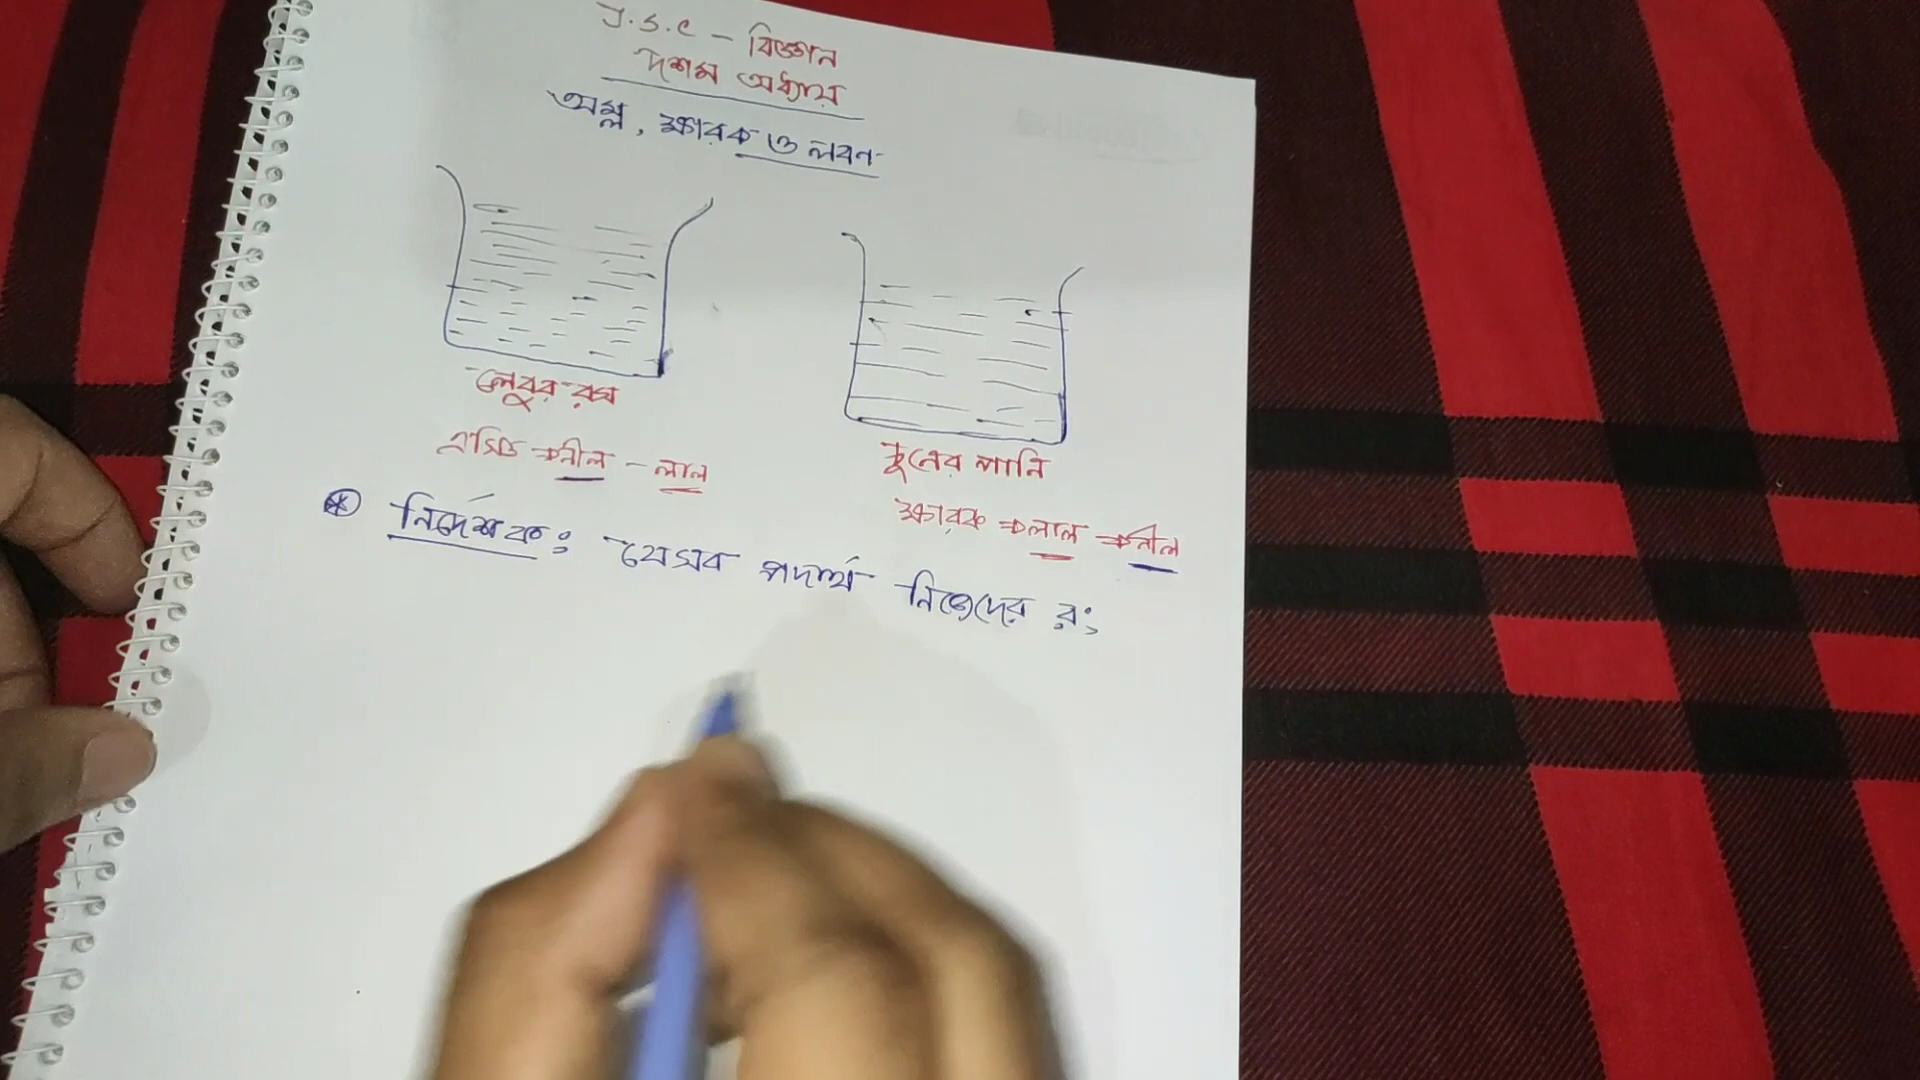 J.S.C - বিজ্ঞান
দশম অধ্যায়
অম্ল, ক্ষারক ও লবন
লেবুর রস
এসিড ⇒ নীল - লাল
চুনের পানি
ক্ষারক ⇒ লাল ⇒ নীল
নির্দেশক: যেসব পদার্থ নিজেদের রং